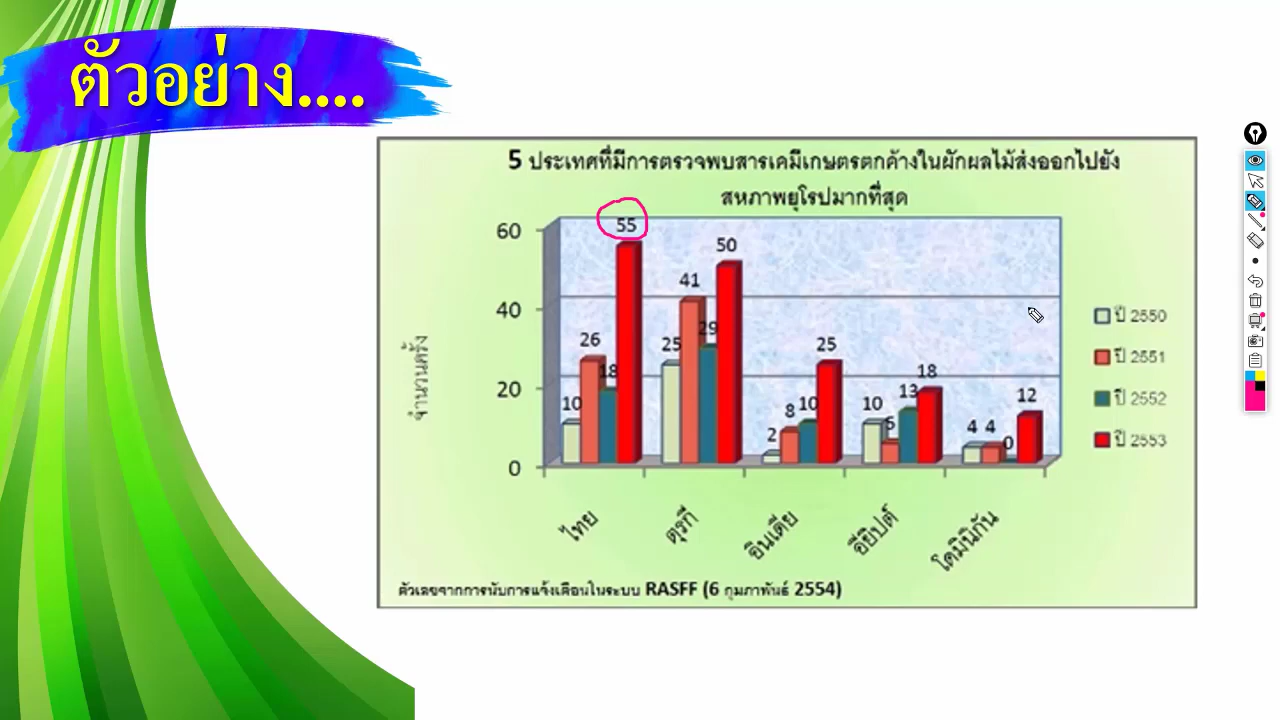 ตัวอย่าง....
5 ประเทศที่มีการตรวจพบสารเคมีเกษตรตกค้างในผักผลไม้ส่งออกไปยัง
สหภาพยุโรปมากที่สุด
จำนวนครั้ง
60
40
20
0
10 26 18 55
25 41 29 50
2 8 10 25
10 6 13 18
4 4 0 12
ไทย
ตุรกี
อินเดีย
อียิปต์
โดมินิกัน
ปี 2550
ปี 2551
ปี 2552
ปี 2553
ตัวเลขจากการนับการแจ้งเตือนในระบบ RASFF (6 กุมภาพันธ์ 2554)